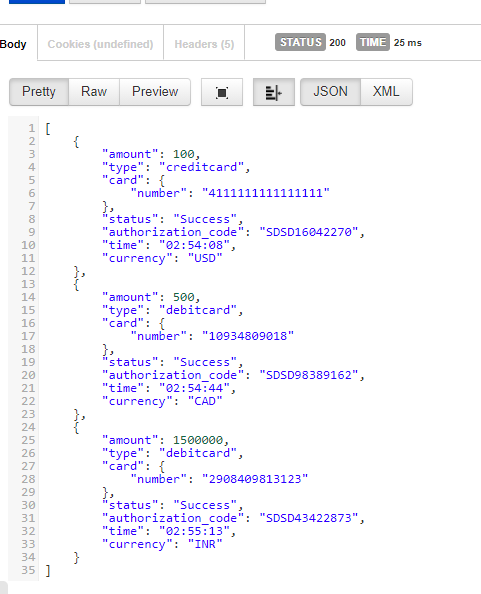 Body Cookies (undefined) Headers (5) STATUS 200 TIME 25 ms
Pretty Raw Preview JSON XML
1 [
2 {
3 "amount": 100,
4 "type": "creditcard",
5 "card": {
6 "number": "4111111111111111"
7 },
8 "status": "Success",
9 "authorization_code": "SDSD16042270",
10 "time": "02:54:08",
11 "currency": "USD"
12 },
13 {
14 "amount": 500,
15 "type": "debitcard",
16 "card": {
17 "number": "10934809018"
18 },
19 "status": "Success",
20 "authorization_code": "SDSD98389162",
21 "time": "02:54:44",
22 "currency": "CAD"
23 },
24 {
25 "amount": 1500000,
26 "type": "debitcard",
27 "card": {
28 "number": "2908409813123"
29 },
30 "status": "Success",
31 "authorization_code": "SDSD43422873",
32 "time": "02:55:13",
33 "currency": "INR"
34 }
35 ]